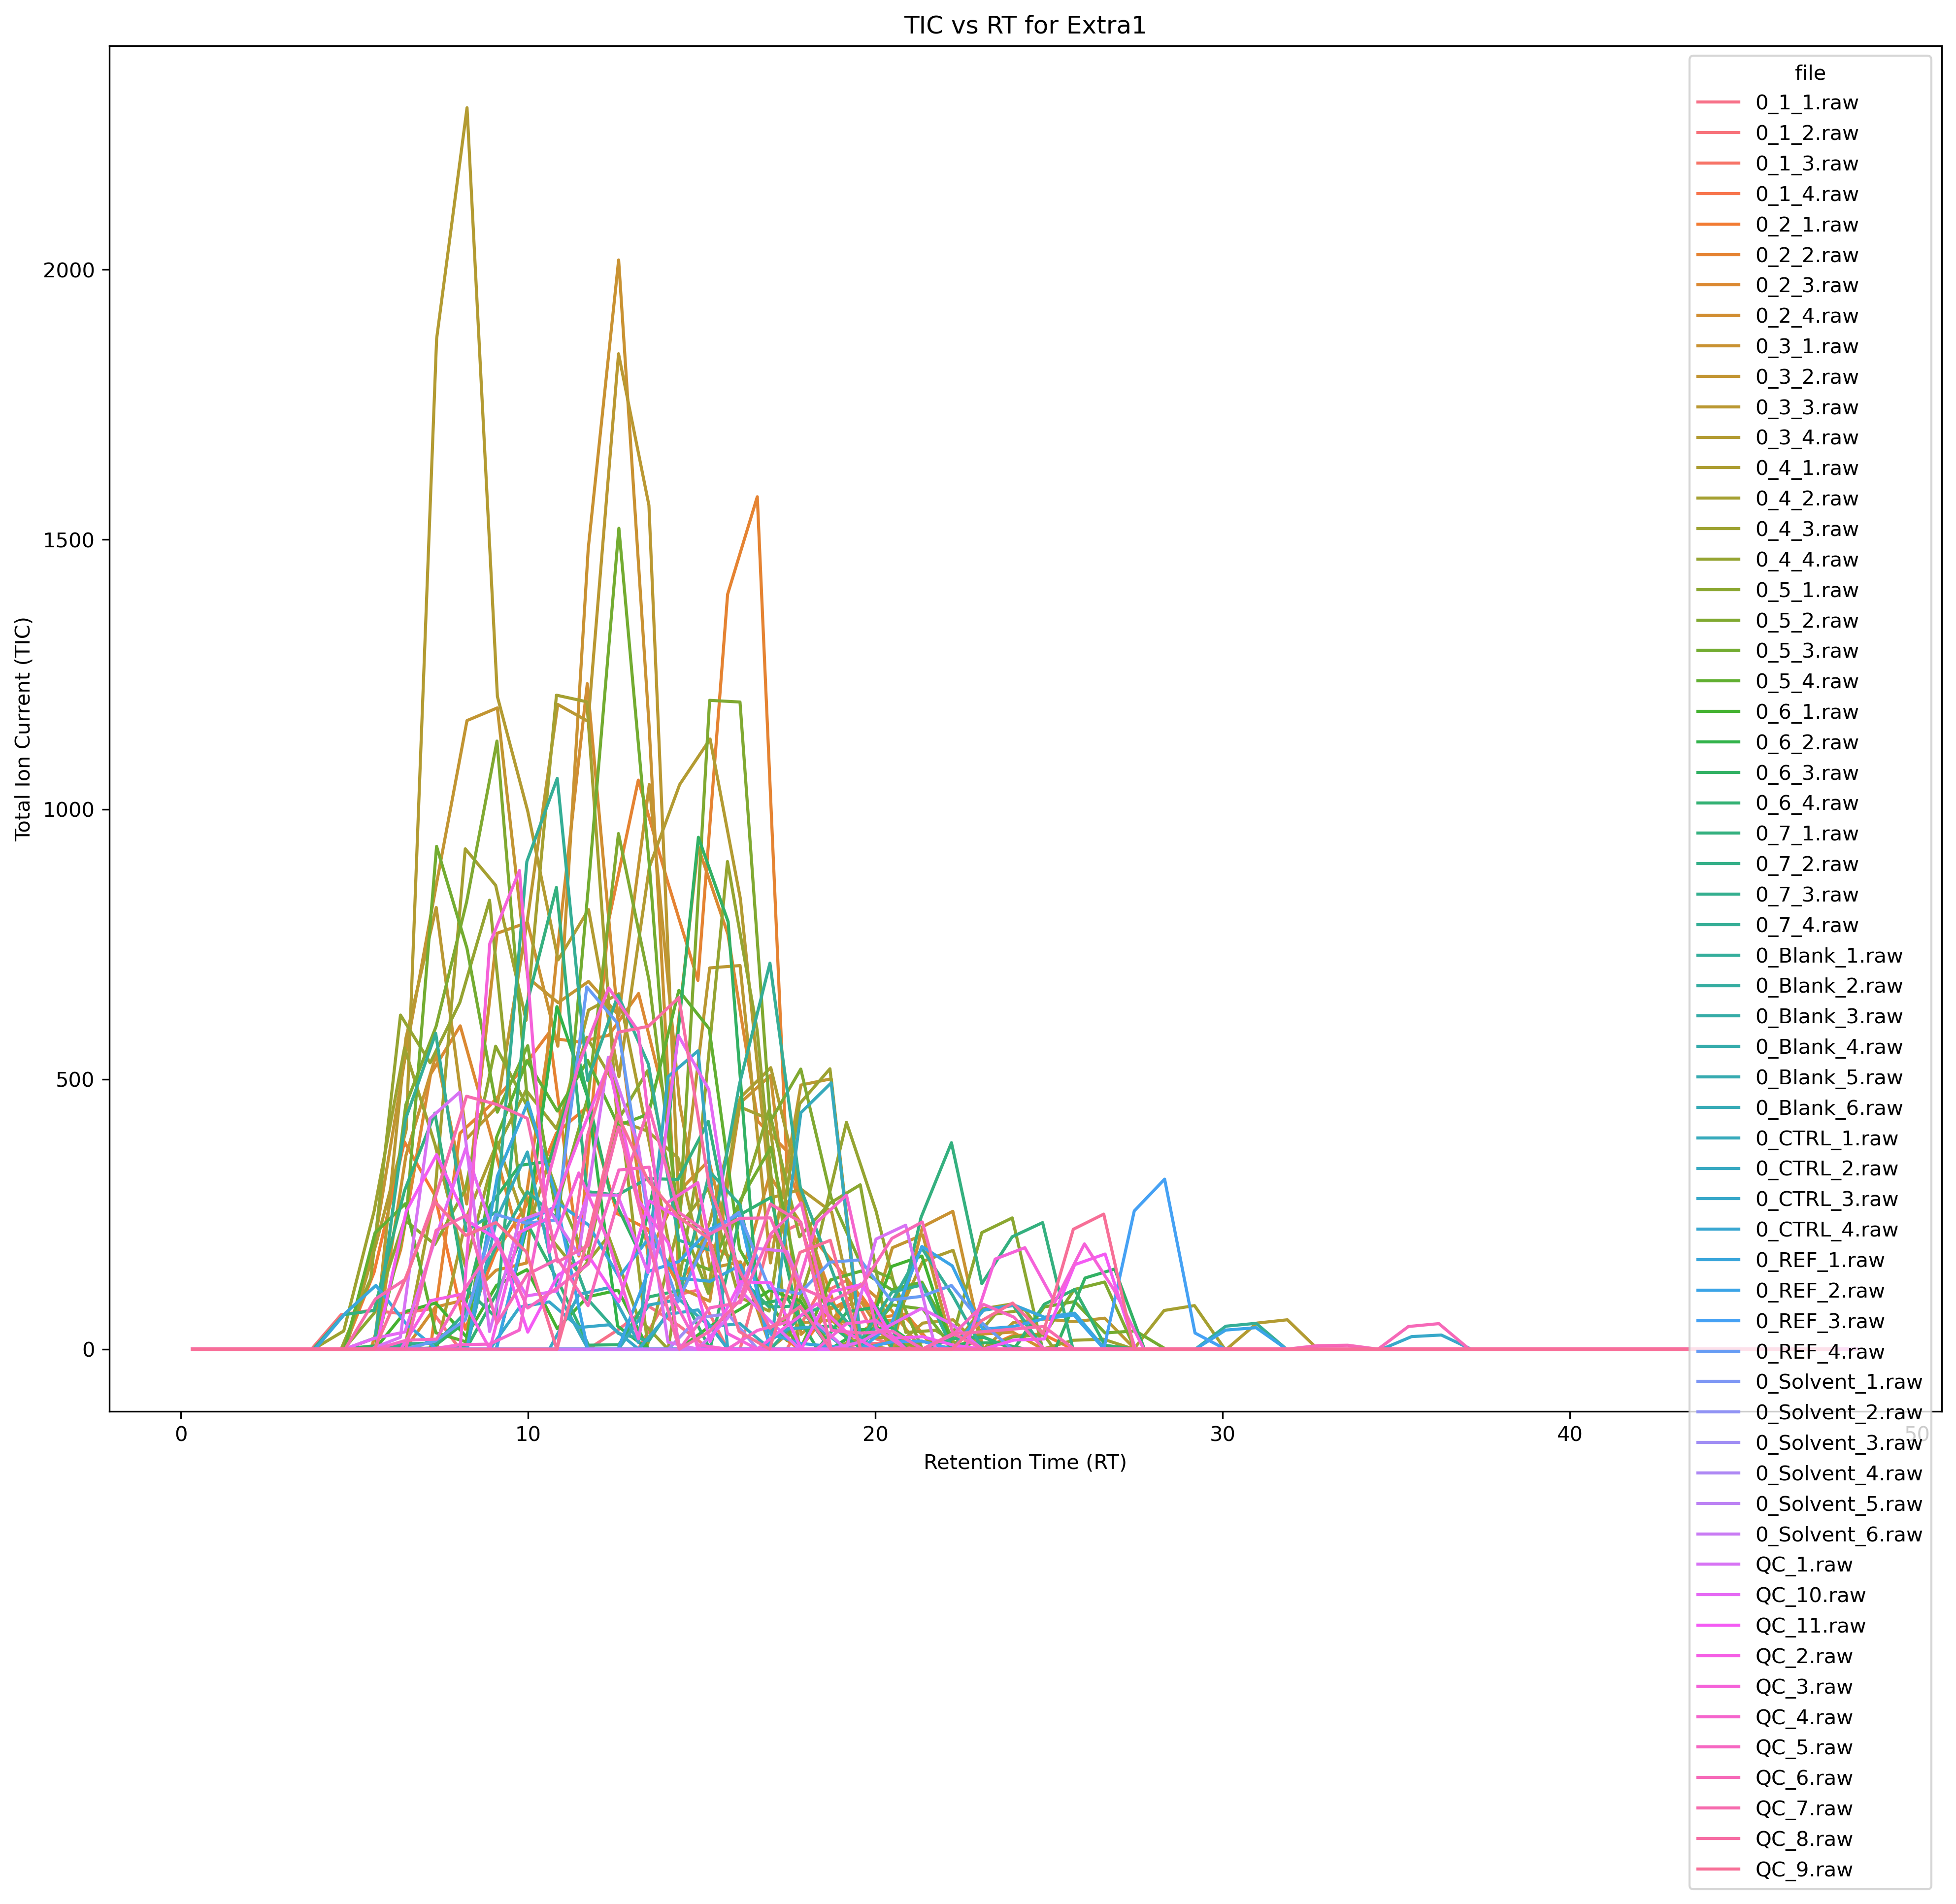 TIC vs RT for Extra1
file
0_1_1.raw
0_1_2.raw
0_1_3.raw
0_1_4.raw
0_2_1.raw
0_2_2.raw
0_2_3.raw
0_2_4.raw
0_3_1.raw
0_3_2.raw
0_3_3.raw
0_3_4.raw
0_4_1.raw
0_4_2.raw
0_4_3.raw
0_4_4.raw
0_5_1.raw
0_5_2.raw
0_5_3.raw
0_5_4.raw
0_6_1.raw
0_6_2.raw
0_6_3.raw
0_6_4.raw
0_7_1.raw
0_7_2.raw
0_7_3.raw
0_7_4.raw
0_Blank_1.raw
0_Blank_2.raw
0_Blank_3.raw
0_Blank_4.raw
0_Blank_5.raw
0_Blank_6.raw
0_CTRL_1.raw
0_CTRL_2.raw
0_CTRL_3.raw
0_CTRL_4.raw
0_REF_1.raw
0_REF_2.raw
0_REF_3.raw
0_REF_4.raw
0_Solvent_1.raw
0_Solvent_2.raw
0_Solvent_3.raw
0_Solvent_4.raw
0_Solvent_5.raw
0_Solvent_6.raw
QC_1.raw
QC_10.raw
QC_11.raw
QC_2.raw
QC_3.raw
QC_4.raw
QC_5.raw
QC_6.raw
QC_7.raw
QC_8.raw
QC_9.raw
Total Ion Current (TIC)
2000
1500
1000
500
0
0 10 20 30 40 50
Retention Time (RT)